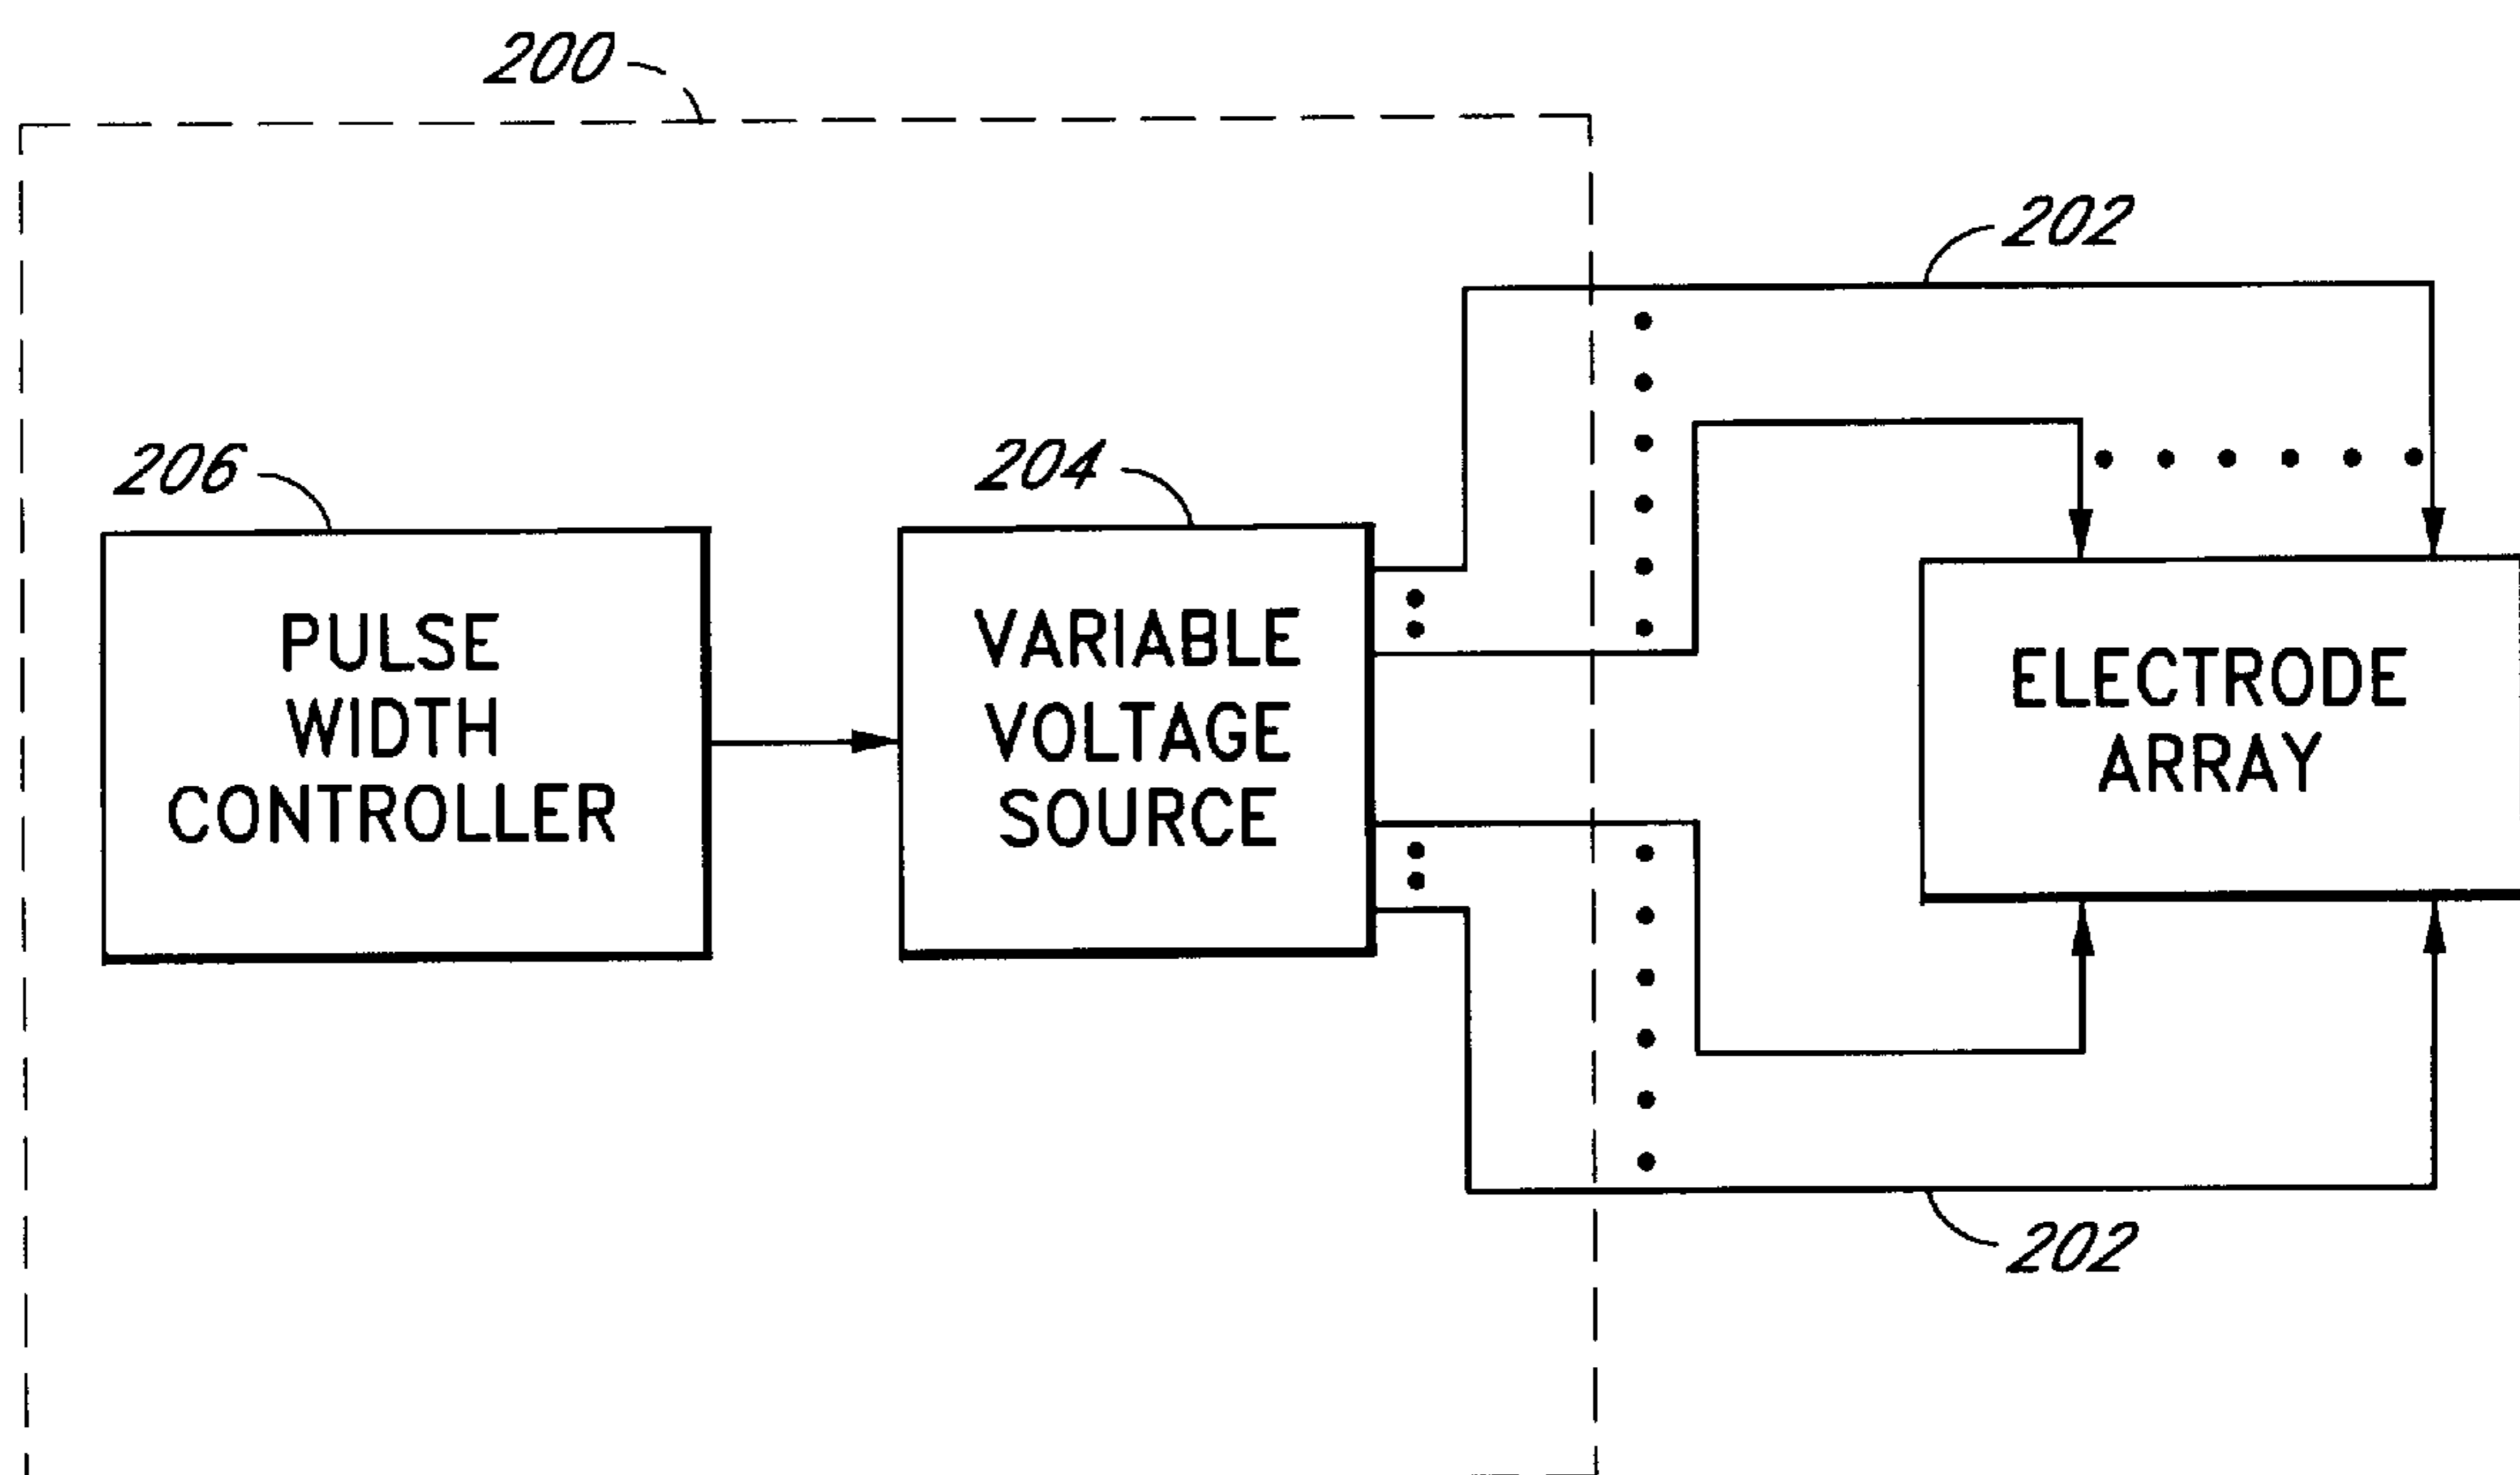 200
202
206
204
PULSE
WIDTH
CONTROLLER
VARIABLE
VOLTAGE
SOURCE
ELECTRODE
ARRAY
202